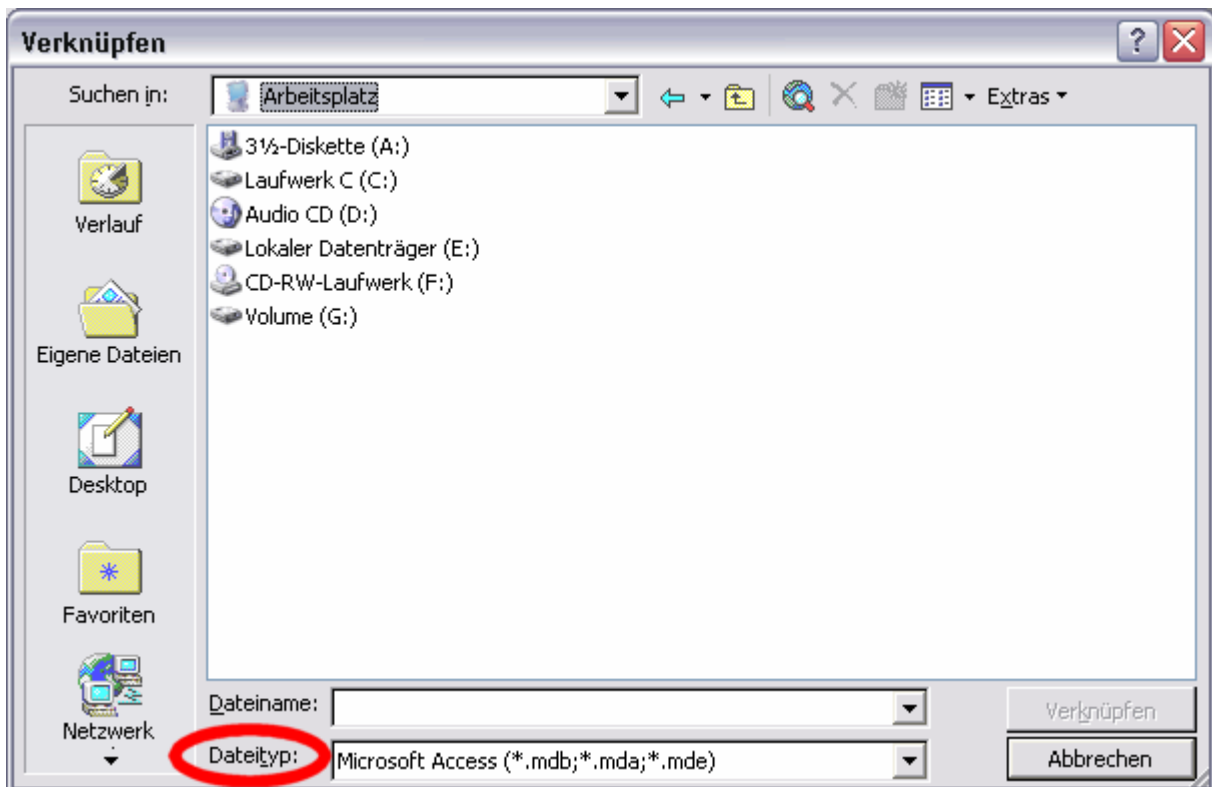 Verknüpfen
Suchen in:
Arbeitsplatz
Extras
3½-Diskette (A:)
Laufwerk C (C:)
Audio CD (D:)
Lokaler Datenträger (E:)
CD-RW-Laufwerk (F:)
Volume (G:)
Verlauf
Eigene Dateien
Desktop
Favoriten
Netzwerk
Dateiname:
Verknüpfen
Dateityp:
Microsoft Access (*.mdb;*.mda;*.mde)
Abbrechen